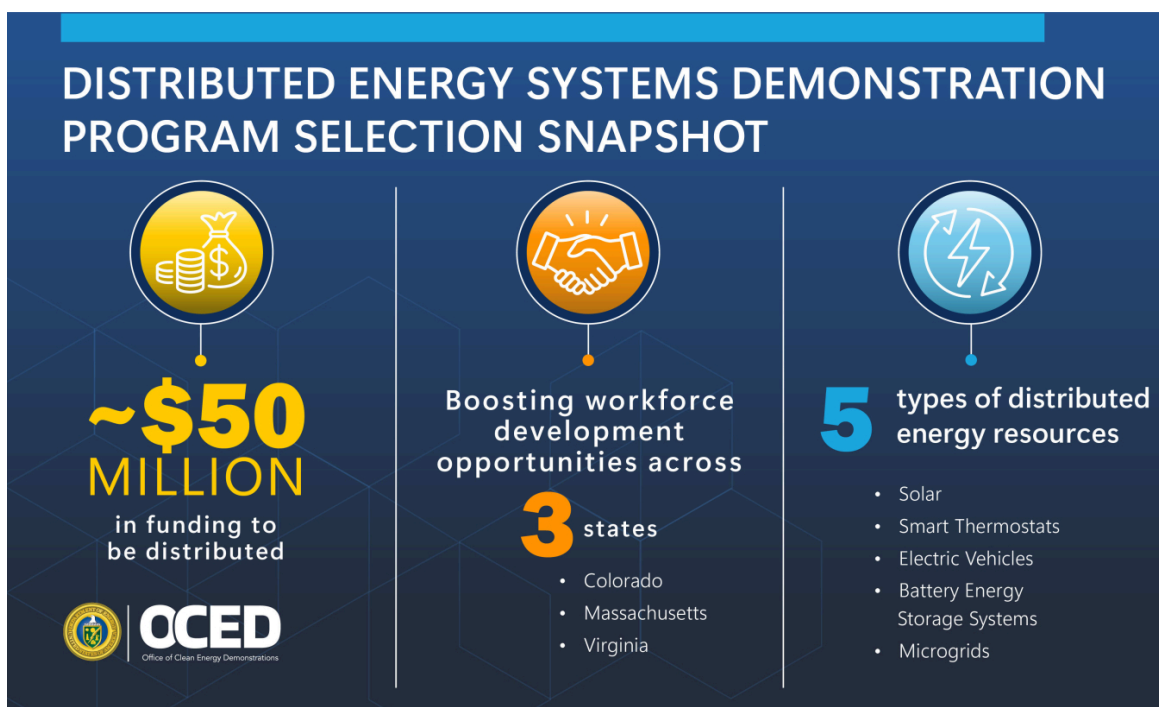 DISTRIBUTED ENERGY SYSTEMS DEMONSTRATION
PROGRAM SELECTION SNAPSHOT
~$50
MILLION
in funding to
be distributed
OCED
Office of Clean Energy Demonstrations
Boosting workforce
development
opportunities across
3 states
• Colorado
• Massachusetts
• Virginia
5 types of distributed
energy resources
• Solar
• Smart Thermostats
• Electric Vehicles
• Battery Energy
Storage Systems
• Microgrids